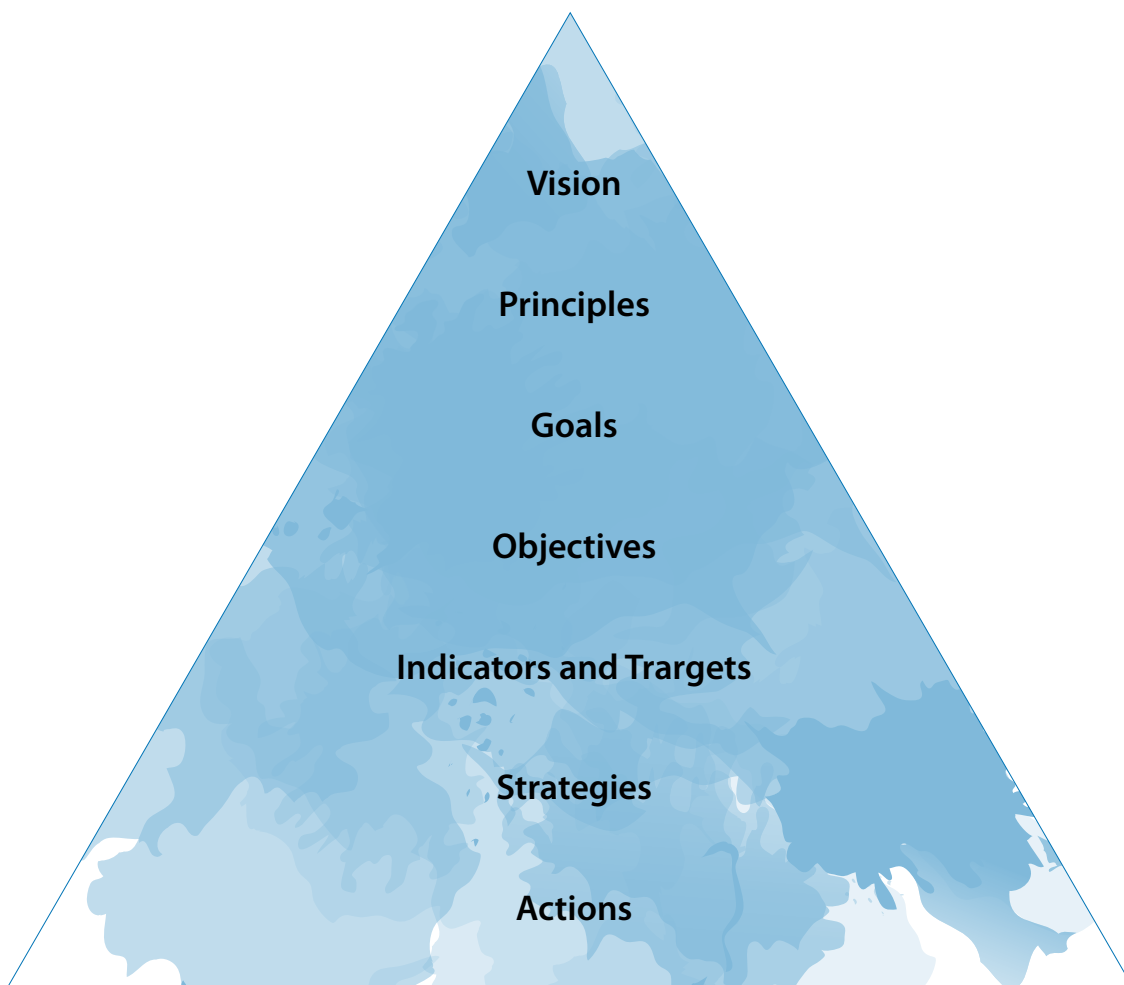 Vision
Principles
Goals
Objectives
Indicators and Trargets
Strategies
Actions